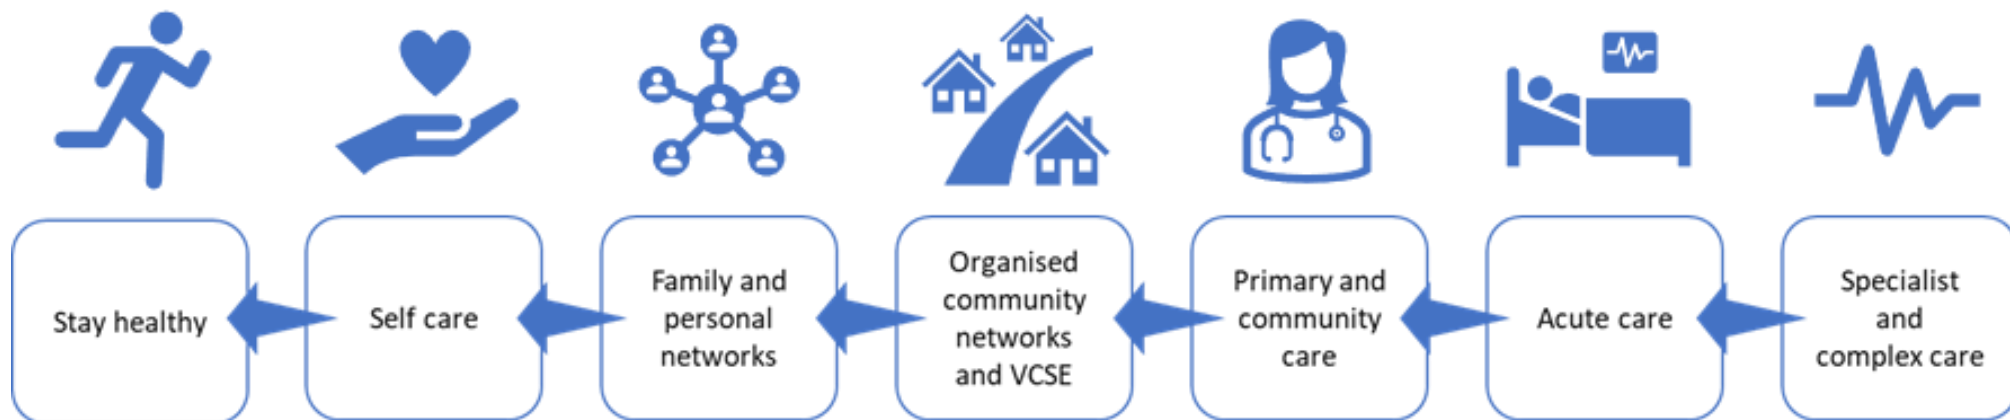 Stay healthy
Self care
Family and
personal
networks
Organised
community
networks
and VCSE
Primary and
community
care
Acute care
Specialist
and
complex care